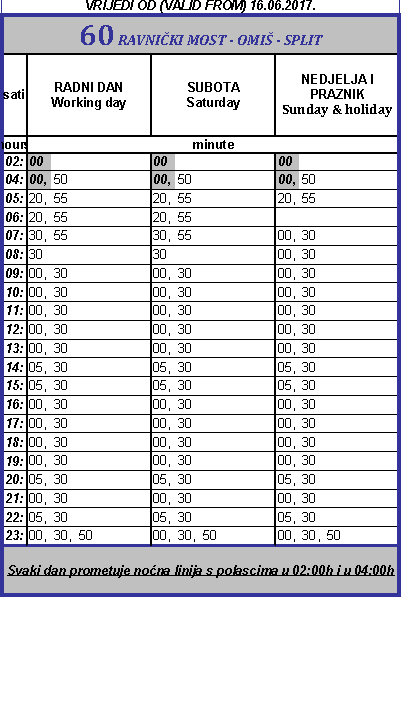 VRIJEDI OD (VALID FROM) 16.06.2017.
60 RAVNIČKI MOST - OMIŠ - SPLIT
sati RADNI DAN SUBOTA NEDJELJA I
Working day Saturday PRAZNIK
Sunday & holiday
hours minute
02: 00 00 00
04: 00, 50 00, 50 00, 50
05: 20, 55 20, 55 20, 55
06: 20, 55 20, 55
07: 30, 55 30, 55 00, 30
08: 30 30 00, 30
09: 00, 30 00, 30 00, 30
10: 00, 30 00, 30 00, 30
11: 00, 30 00, 30 00, 30
12: 00, 30 00, 30 00, 30
13: 00, 30 00, 30 00, 30
14: 05, 30 05, 30 05, 30
15: 05, 30 05, 30 05, 30
16: 00, 30 00, 30 00, 30
17: 00, 30 00, 30 00, 30
18: 00, 30 00, 30 00, 30
19: 00, 30 00, 30 00, 30
20: 05, 30 05, 30 05, 30
21: 00, 30 00, 30 00, 30
22: 05, 30 05, 30 05, 30
23: 00, 30, 50 00, 30, 50 00, 30, 50
Svaki dan prometuje noćna linija s polascima u 02:00h i u 04:00h